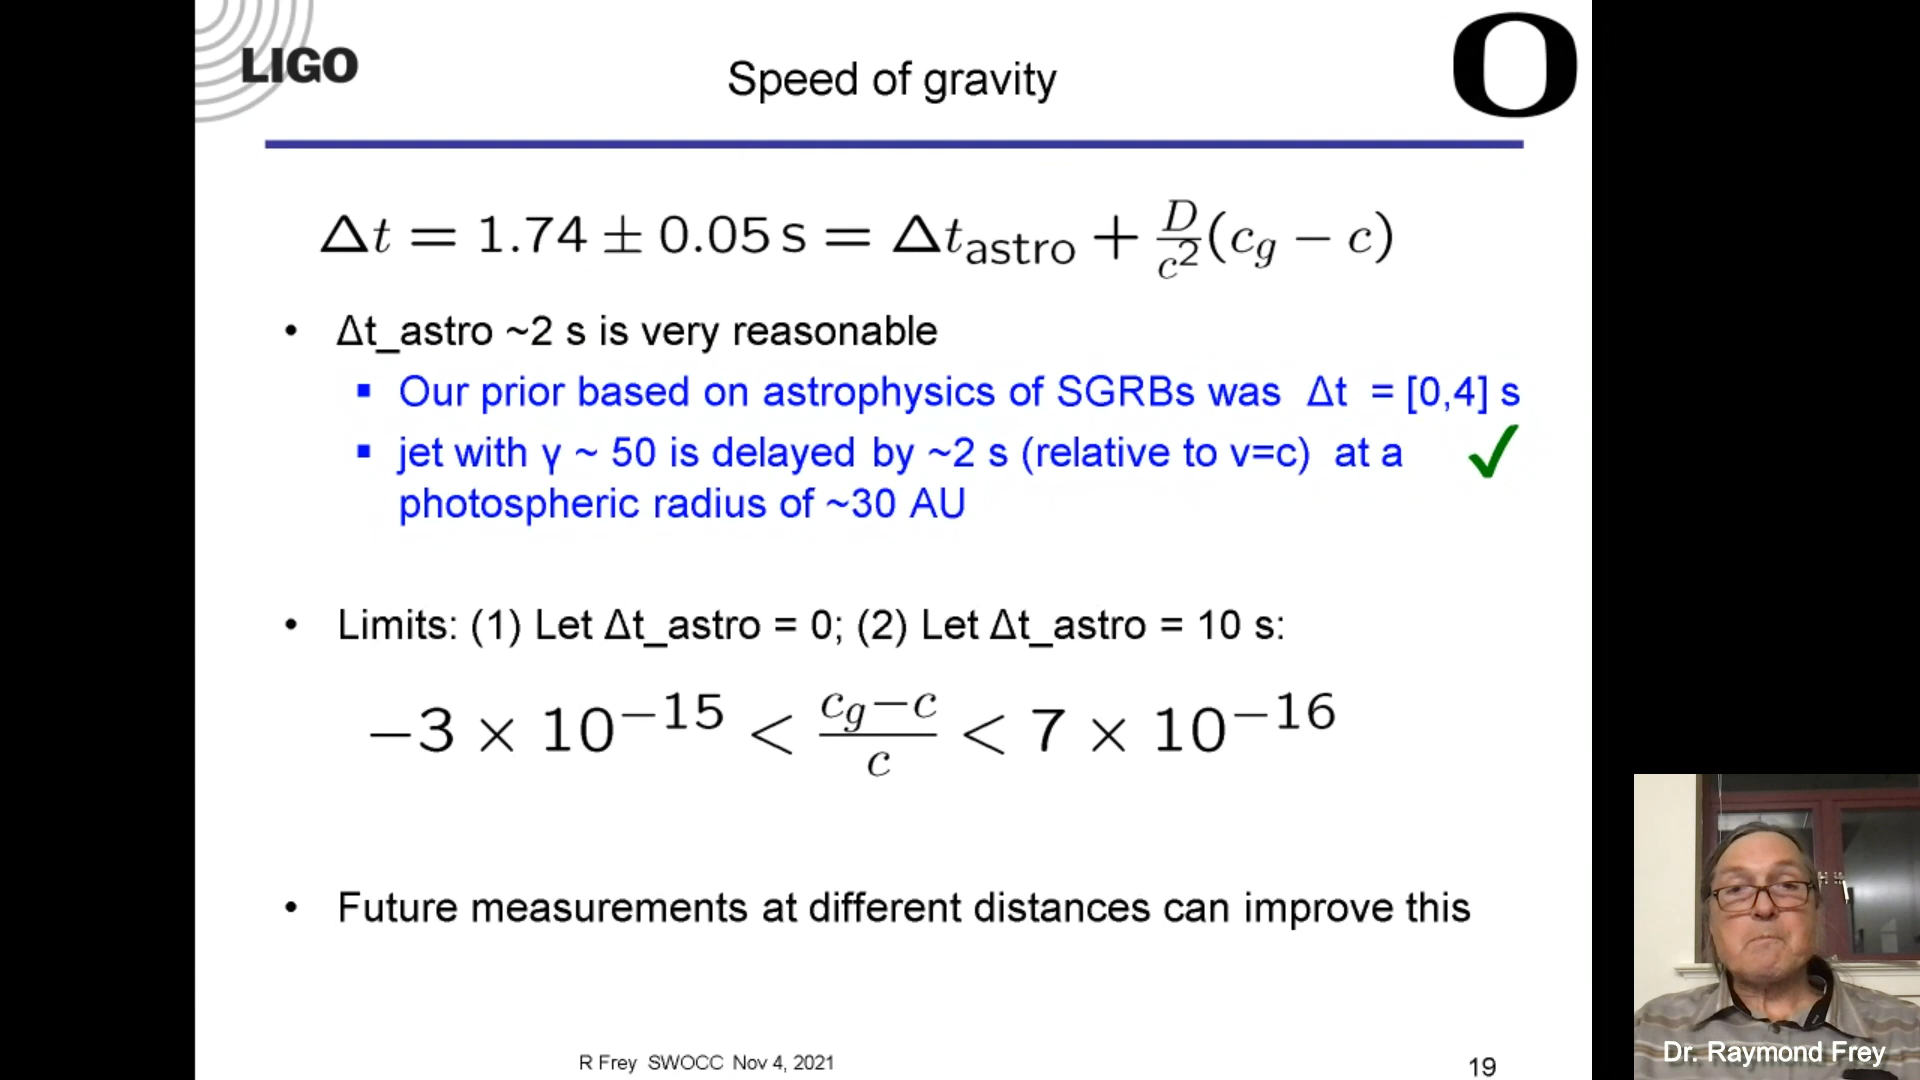 LIGO
O
Speed of gravity
Δt = 1.74 ± 0.05 s = Δt_astro + D/c² (c_g − c)
• Δt_astro ~2 s is very reasonable
▪ Our prior based on astrophysics of SGRBs was Δt = [0,4] s
▪ jet with γ ~ 50 is delayed by ~2 s (relative to v=c) at a ✓
photospheric radius of ~30 AU
• Limits: (1) Let Δt_astro = 0; (2) Let Δt_astro = 10 s:
−3 × 10⁻¹⁵ < (c_g − c)/c < 7 × 10⁻¹⁶
• Future measurements at different distances can improve this
R Frey SWOCC Nov 4, 2021
19
Dr. Raymond Frey